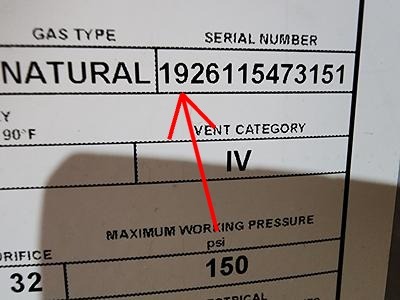 GAS TYPE SERIAL NUMBER
NATURAL 1926115473151
90°F VENT CATEGORY
IV
MAXIMUM WORKING PRESSURE
psi
32 150